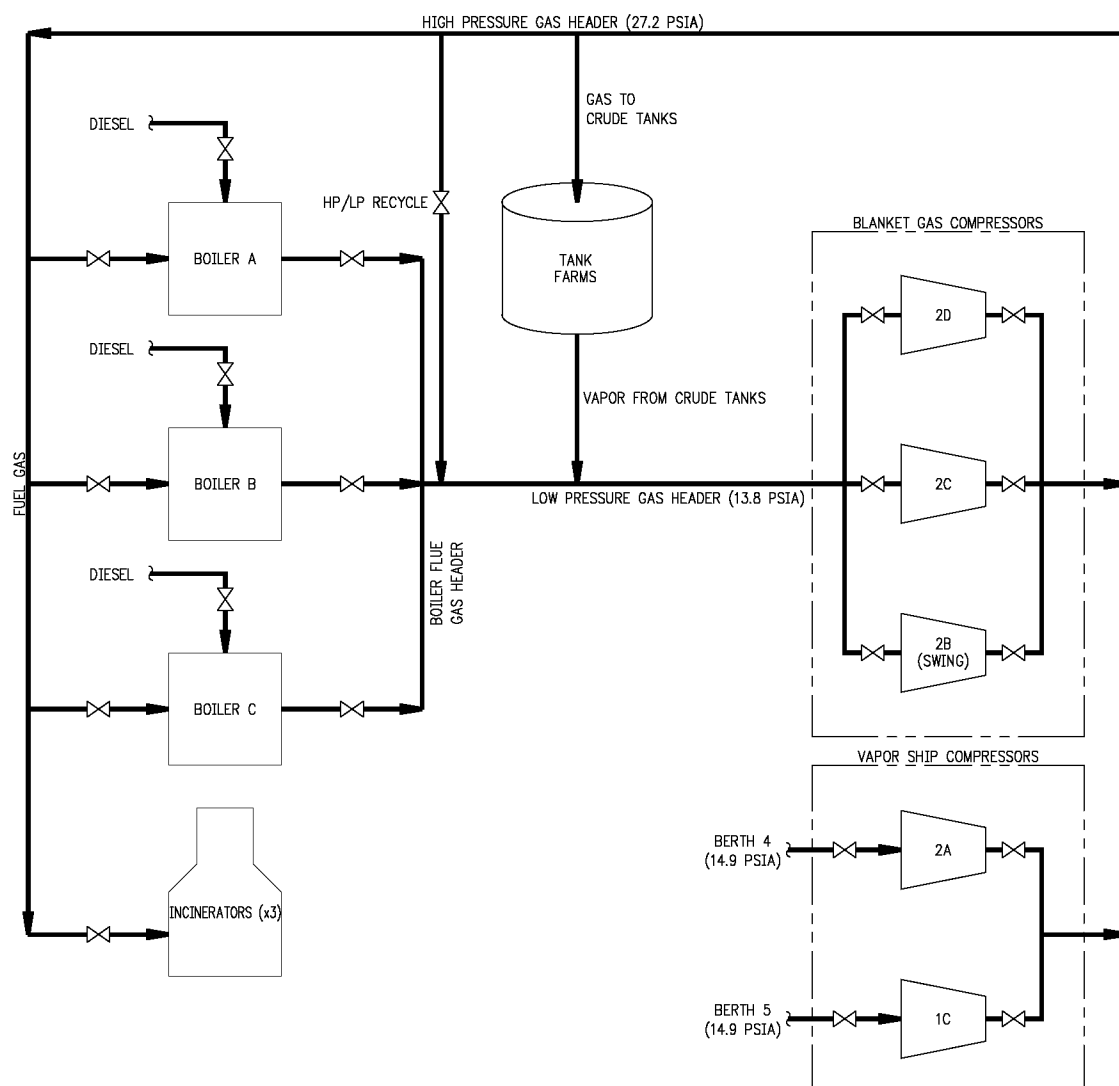 HIGH PRESSURE GAS HEADER (27.2 PSIA)
DIESEL
GAS TO
CRUDE TANKS
HP/LP RECYCLE
BOILER A
TANK
FARMS
BLANKET GAS COMPRESSORS
2D
DIESEL
VAPOR FROM CRUDE TANKS
FUEL GAS
BOILER B
2C
LOW PRESSURE GAS HEADER (13.8 PSIA)
DIESEL
BOILER FLUE
GAS HEADER
2B
(SWING)
BOILER C
VAPOR SHIP COMPRESSORS
BERTH 4
(14.9 PSIA)
2A
INCINERATORS (x3)
BERTH 5
(14.9 PSIA)
1C